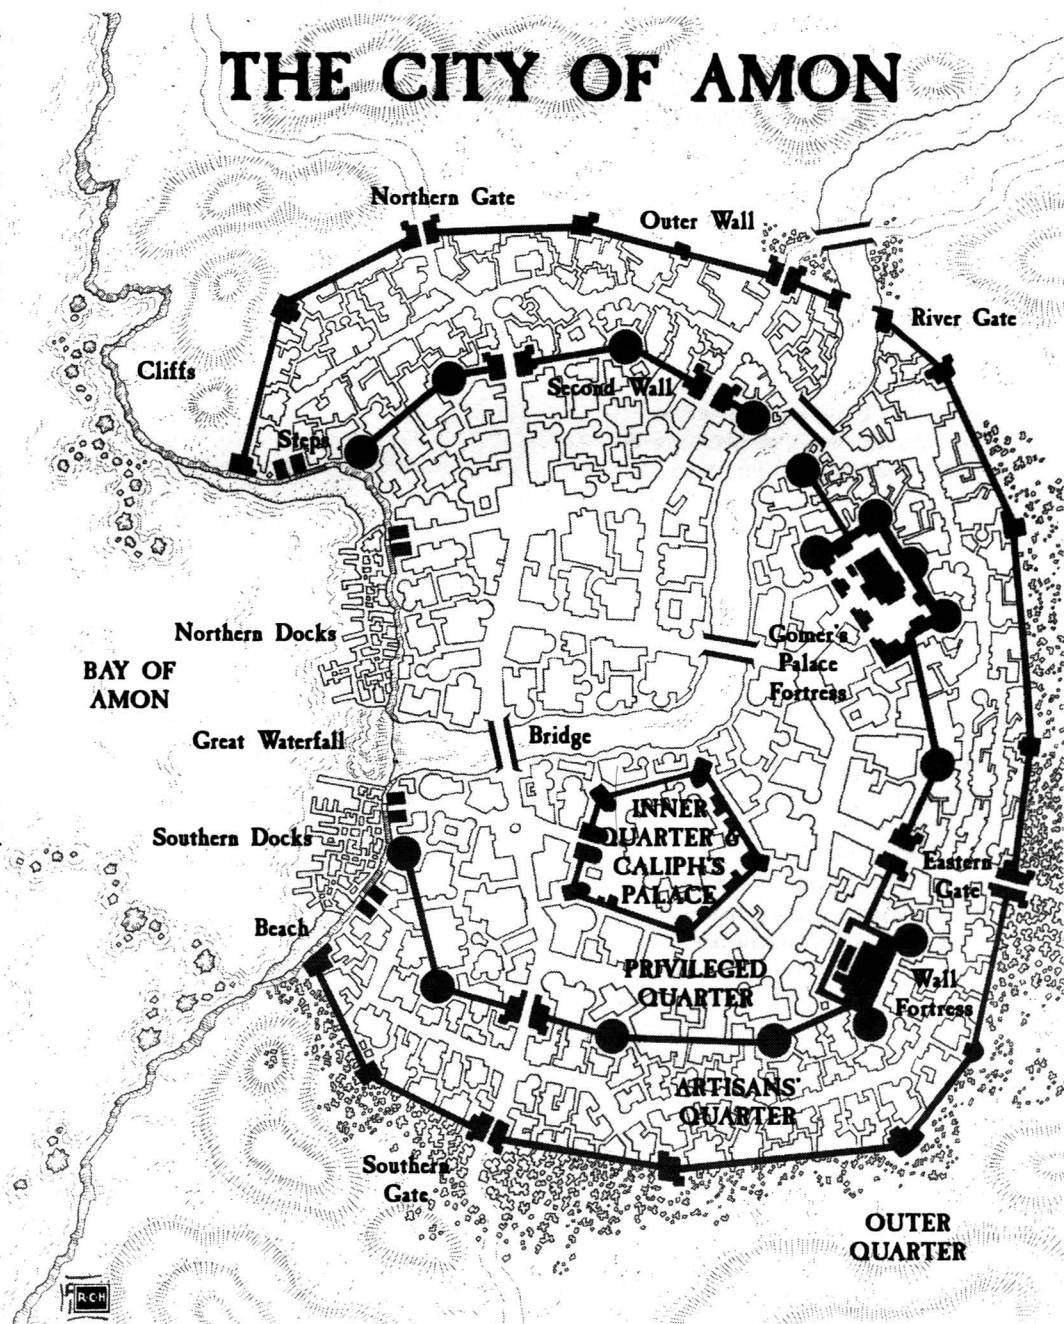 THE CITY OF AMON
Northern Gate
Outer Wall
River Gate
Cliffs
Second Wall
Steps
Northern Docks
Gomer's
Palace
Fortress
BAY OF
AMON
Great Waterfall
Bridge
INNER
QUARTER &
CALIPH'S
PALACE
Southern Docks
Eastern
Gate
Beach
PRIVILEGED
QUARTER
Wall
Fortress
ARTISANS'
QUARTER
Southern
Gate
OUTER
QUARTER
R·C·H